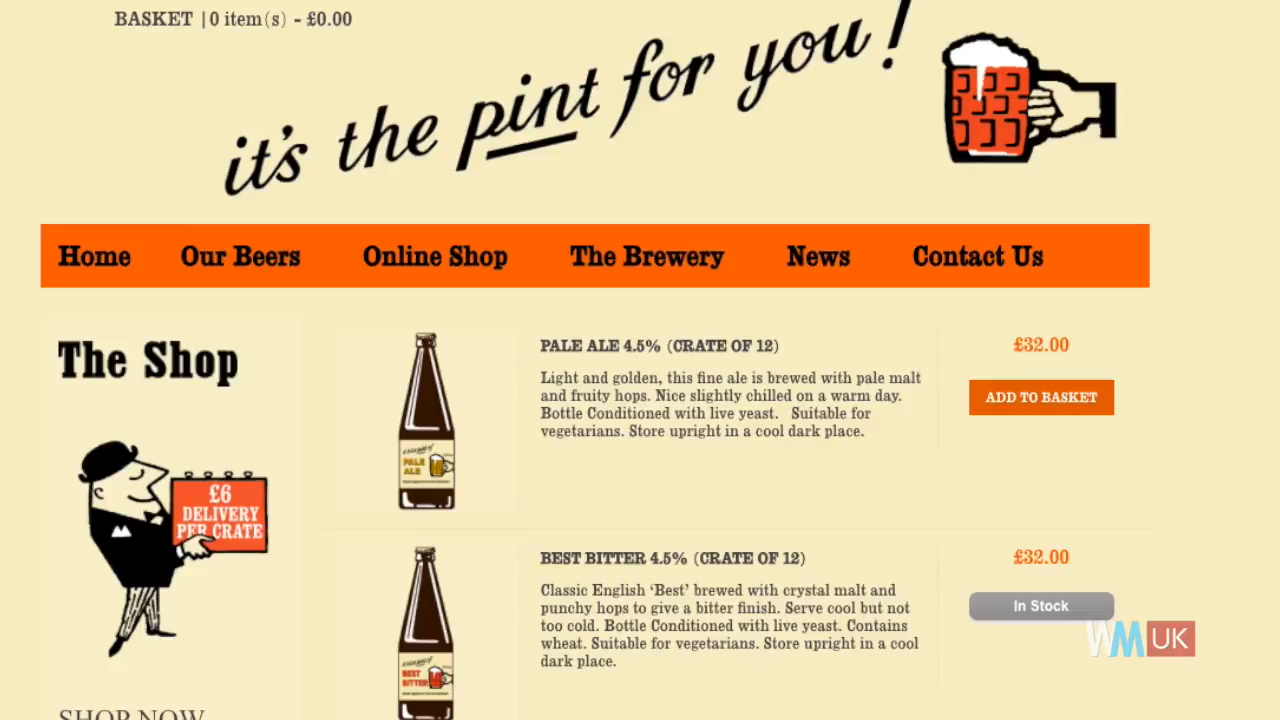 BASKET | 0 item(s) - £0.00
it's the pint for you!
Home Our Beers Online Shop The Brewery News Contact Us
The Shop
£6
DELIVERY
PER CRATE
SHOP NOW
PALE ALE 4.5% (CRATE OF 12)
Light and golden, this fine ale is brewed with pale malt
and fruity hops. Nice slightly chilled on a warm day.
Bottle Conditioned with live yeast. Suitable for
vegetarians. Store upright in a cool dark place.
£32.00
ADD TO BASKET
PALE
ALE
BEST BITTER 4.5% (CRATE OF 12)
Classic English ‘Best’ brewed with crystal malt and
punchy hops to give a bitter finish. Serve cool but not
too cold. Bottle Conditioned with live yeast. Contains
wheat. Suitable for vegetarians. Store upright in a cool
dark place.
£32.00
In Stock
BEST
BITTER
WM UK